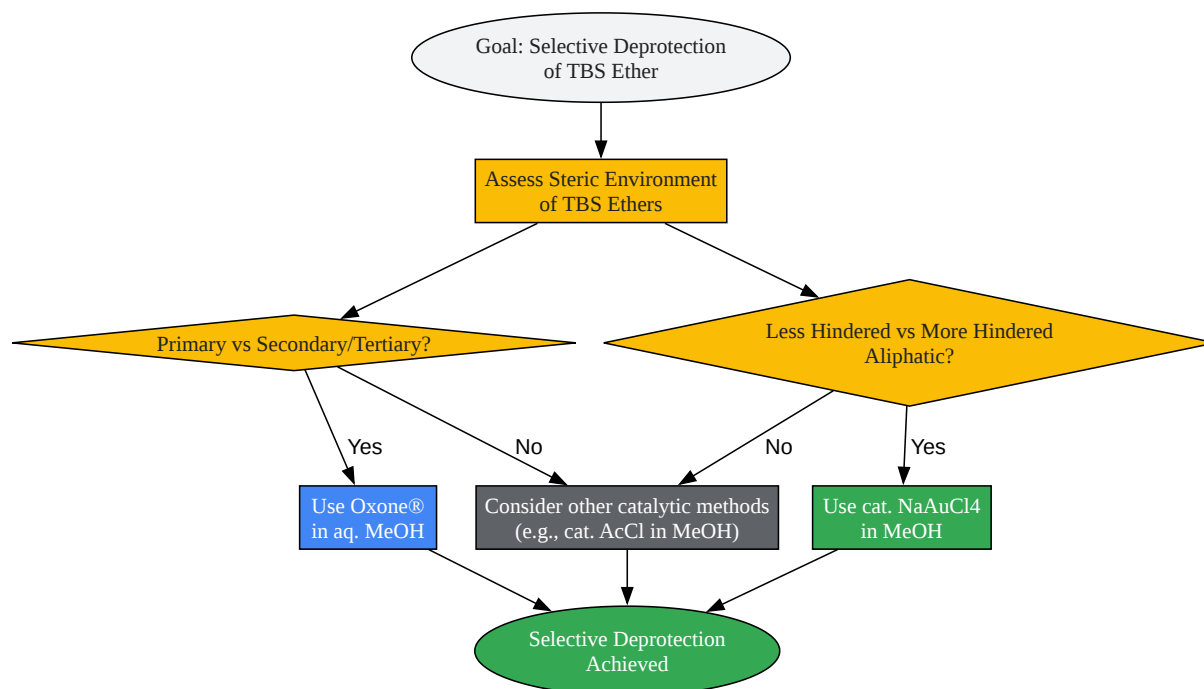 Goal: Selective Deprotection
of TBS Ether
Assess Steric Environment
of TBS Ethers
Primary vs Secondary/Tertiary?
Less Hindered vs More Hindered
Aliphatic?
Yes
No
No
Yes
Use Oxone®
in aq. MeOH
Consider other catalytic methods
(e.g., cat. AcCl in MeOH)
Use cat. NaAuCl4
in MeOH
Selective Deprotection
Achieved